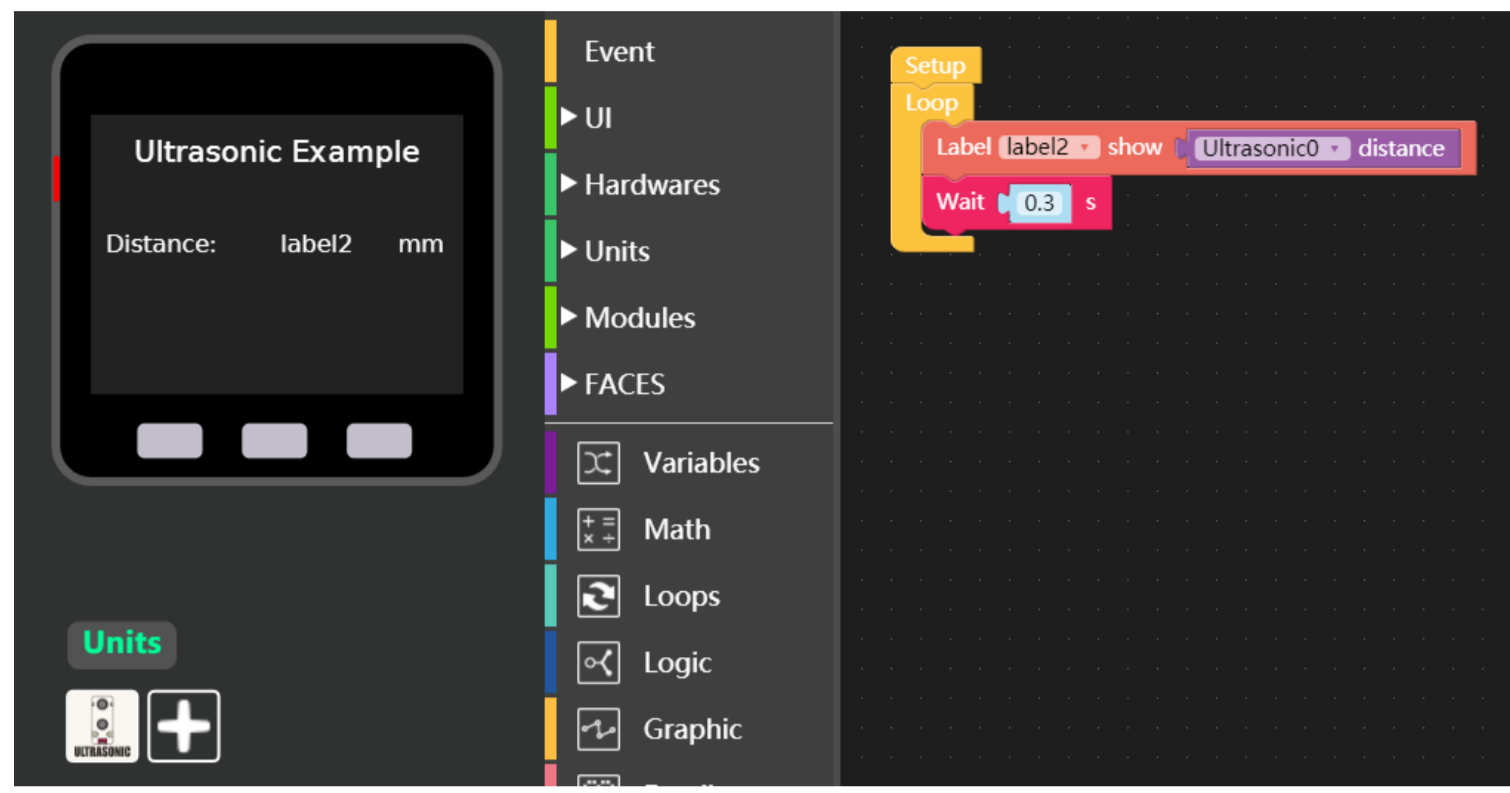 Ultrasonic Example
Distance: label2 mm
Units
ULTRASONIC
Event
UI
Hardwares
Units
Modules
FACES
Variables
Math
Loops
Logic
Graphic
Setup
Loop
Label label2 show Ultrasonic0 distance
Wait 0.3 s